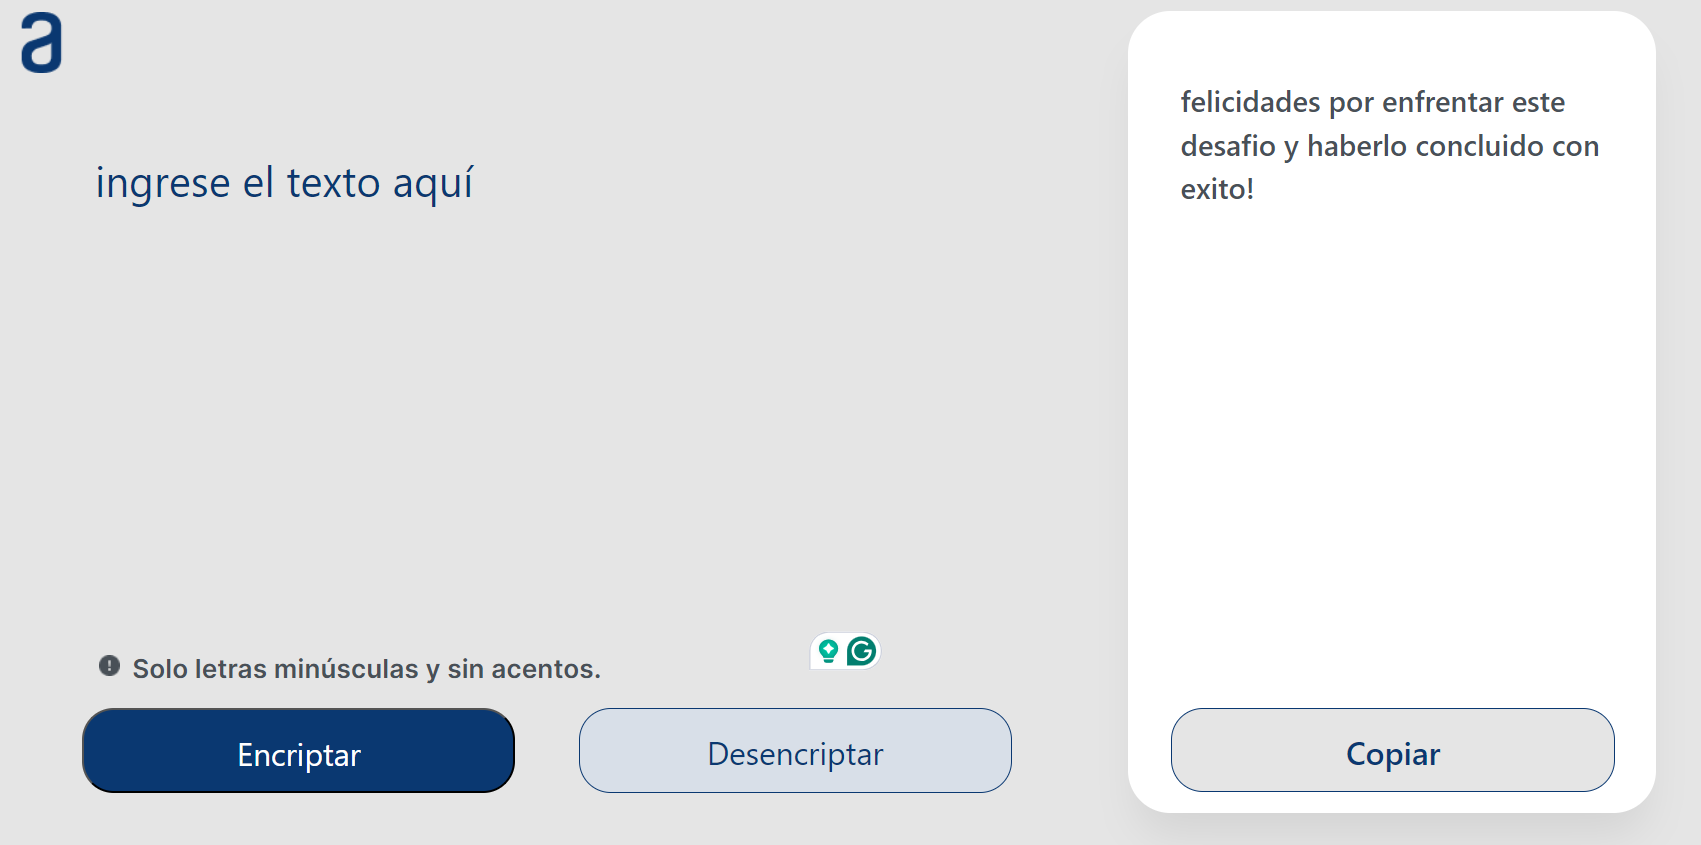 a
ingrese el texto aquí
Solo letras minúsculas y sin acentos.
Encriptar
Desencriptar
felicidades por enfrentar este
desafio y haberlo concluido con
exito!
Copiar